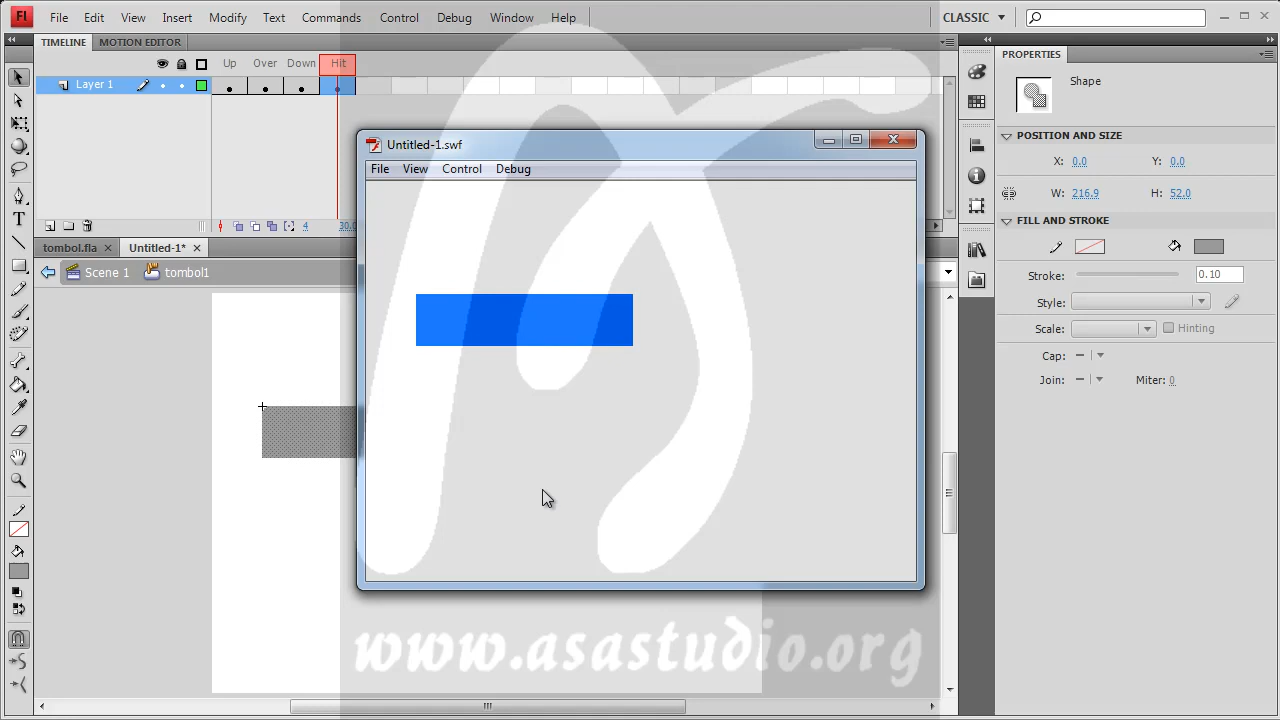 Fl File Edit View Insert Modify Text Commands Control Debug Window Help CLASSIC
TIMELINE MOTION EDITOR
PROPERTIES
Up Over Down Hit
Layer 1
Shape
POSITION AND SIZE
X: 0.0 Y: 0.0
W: 216.9 H: 52.0
FILL AND STROKE
Stroke: 0.10
Style:
Scale: Hinting
Cap:
Join: Miter: 0
4 30.0
tombol.fla × Untitled-1* ×
Scene 1 tombol1
Untitled-1.swf
File View Control Debug
T
www.asastudio.org